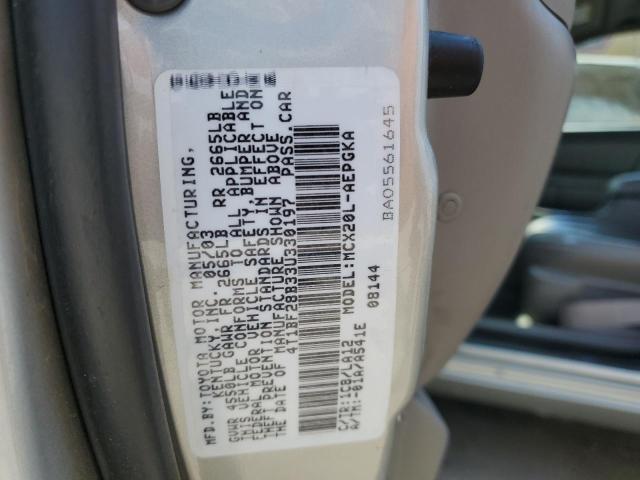 MFD.BY:TOYOTA MOTOR MANUFACTURING,
KENTUCKY,INC. 05/03
GVWR 4550LB GAWR FR 2665LB RR 2665LB
THIS VEHICLE CONFORMS TO ALL APPLICABLE
FEDERAL MOTOR VEHICLE SAFETY,BUMPER AND
THEFT PREVENTION STANDARDS IN EFFECT ON
THE DATE OF MANUFACTURE SHOWN ABOVE
4T1BF28B33U330197 PASS.CAR
C/TR:1C8/LA12 MODEL:MCX20L-AEPGKA
A/TM:-01A/A541E 08144
BA05561645